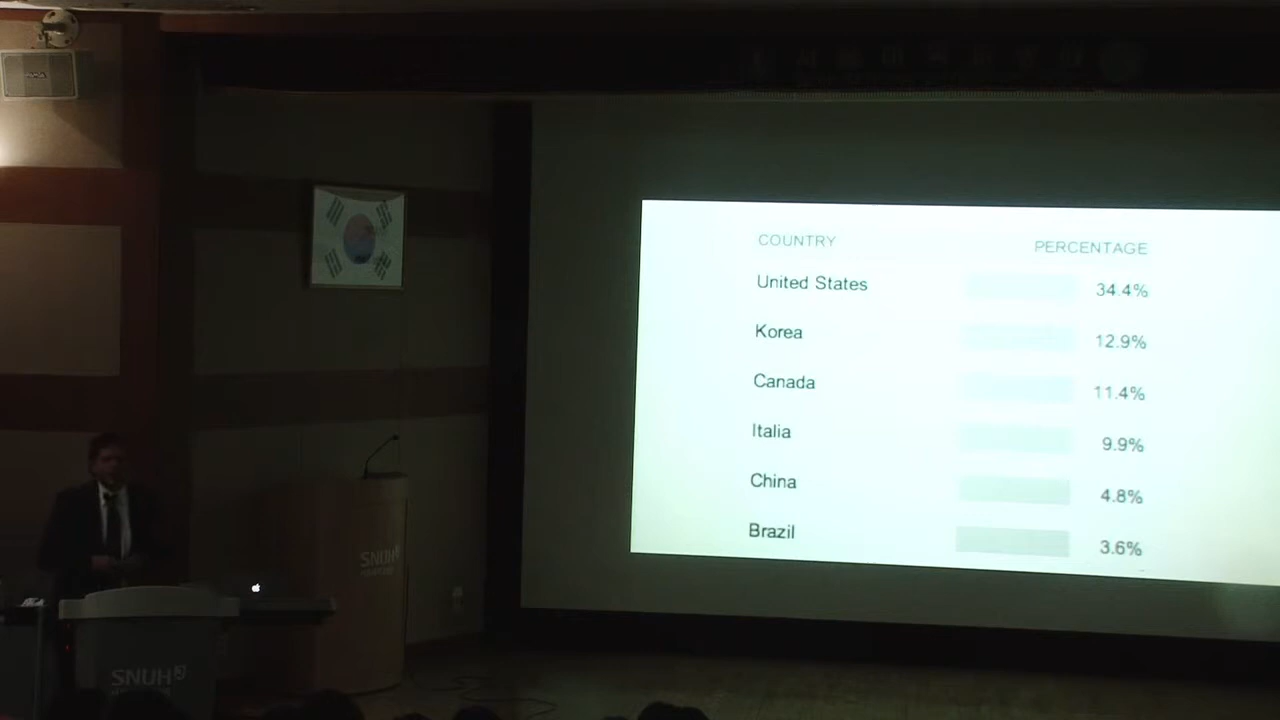 COUNTRY PERCENTAGE
United States 34.4%
Korea 12.9%
Canada 11.4%
Italia 9.9%
China 4.8%
Brazil 3.6%
SNUH
SNUH